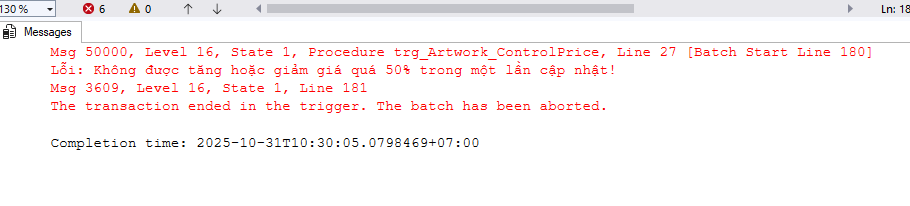 130 %
6
0
Ln: 18
Messages
Msg 50000, Level 16, State 1, Procedure trg_Artwork_ControlPrice, Line 27 [Batch Start Line 180]
Lỗi: Không được tăng hoặc giảm giá quá 50% trong một lần cập nhật!
Msg 3609, Level 16, State 1, Line 181
The transaction ended in the trigger. The batch has been aborted.
Completion time: 2025-10-31T10:30:05.0798469+07:00